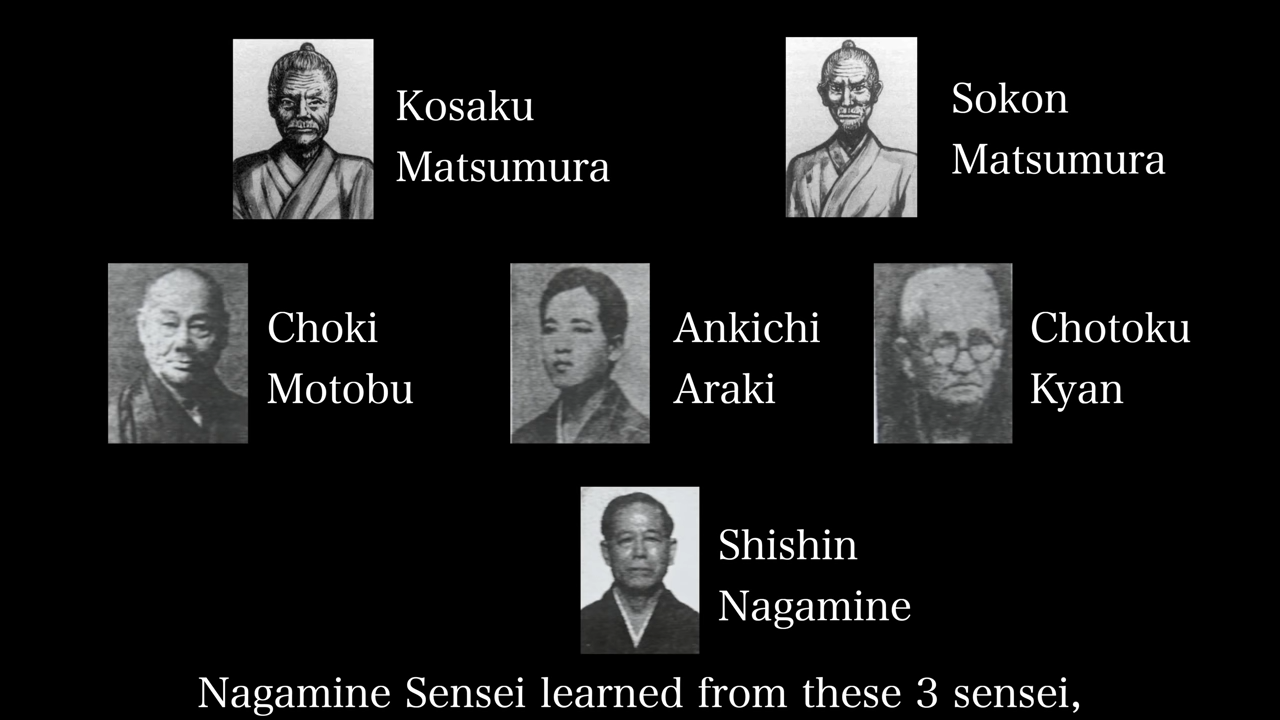 Kosaku
Matsumura
Sokon
Matsumura
Choki
Motobu
Ankichi
Araki
Chotoku
Kyan
Shishin
Nagamine
Nagamine Sensei learned from these 3 sensei,